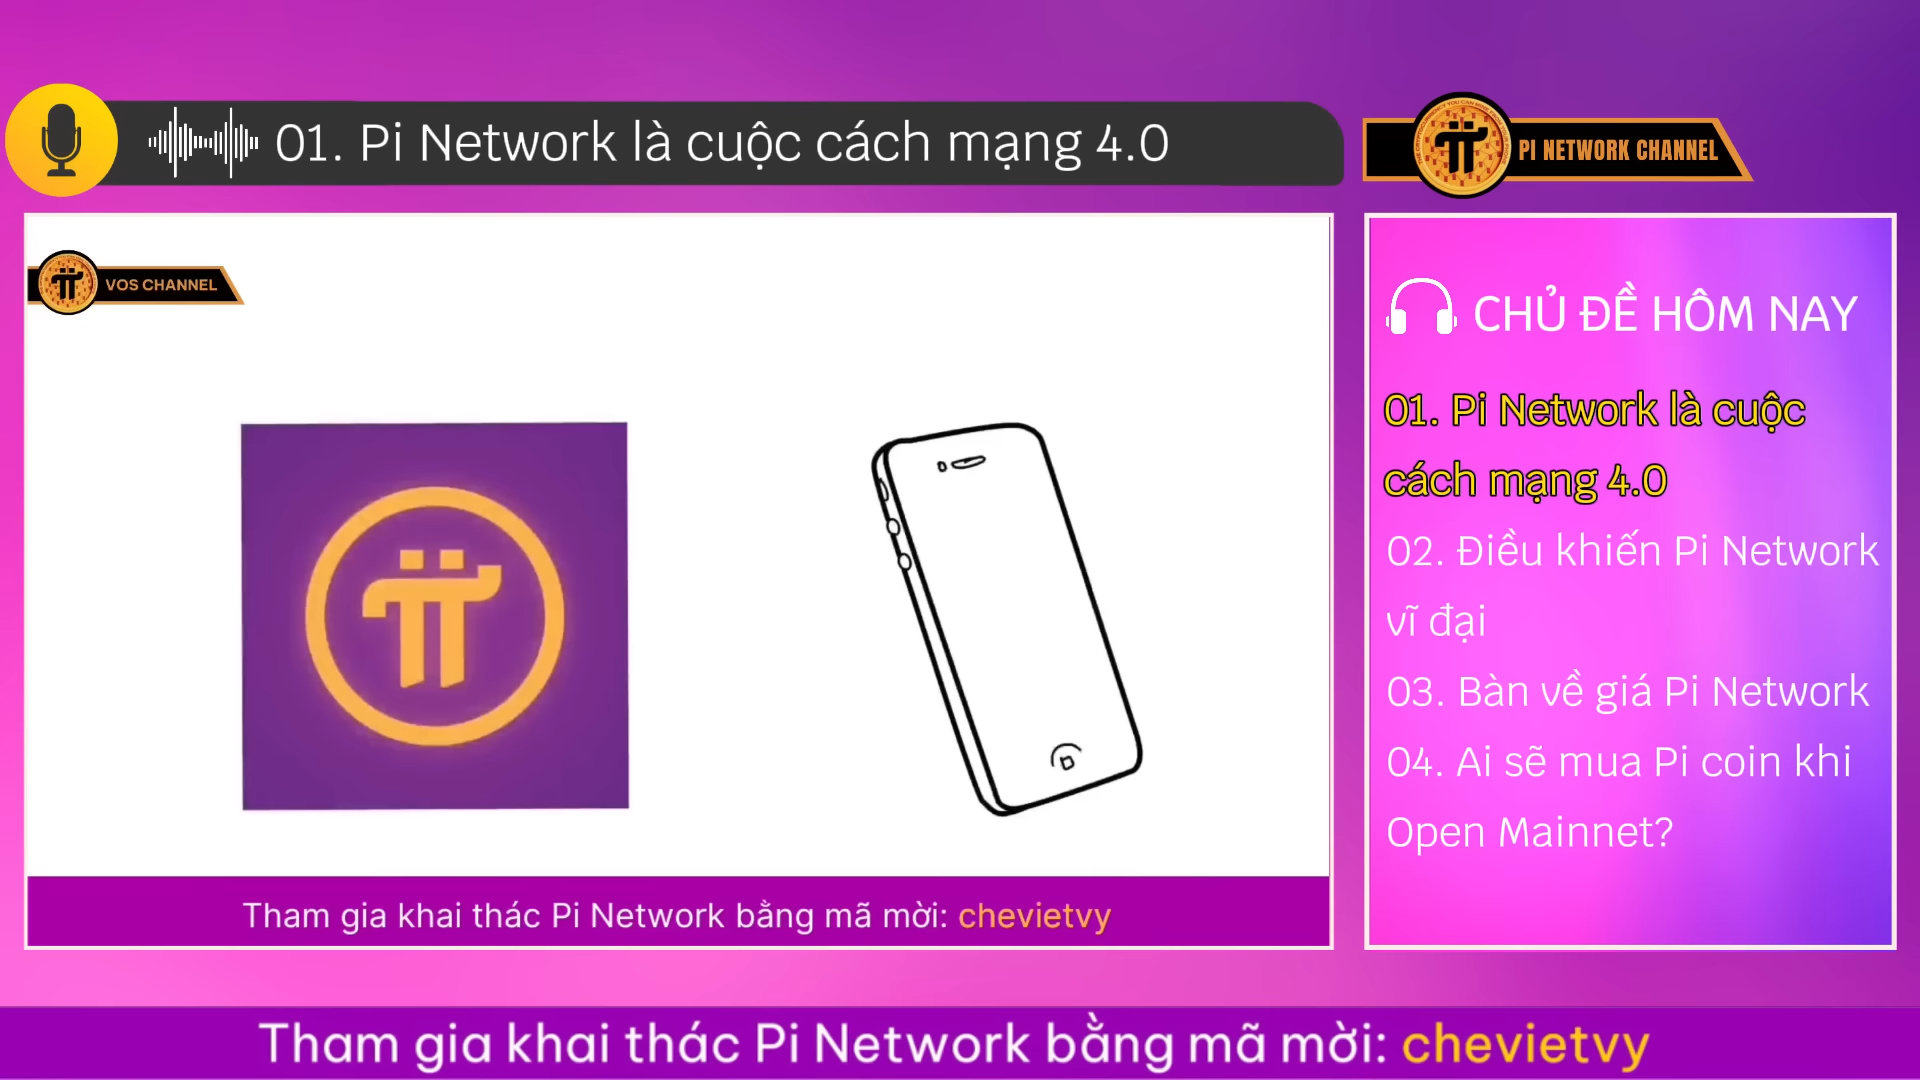 01. Pi Network là cuộc cách mạng 4.0
PI NETWORK CHANNEL
VOS CHANNEL
Tham gia khai thác Pi Network bằng mã mời: chevietvy
CHỦ ĐỀ HÔM NAY
01. Pi Network là cuộc
cách mạng 4.0
02. Điều khiến Pi Network
vĩ đại
03. Bàn về giá Pi Network
04. Ai sẽ mua Pi coin khi
Open Mainnet?
Tham gia khai thác Pi Network bằng mã mời: chevietvy